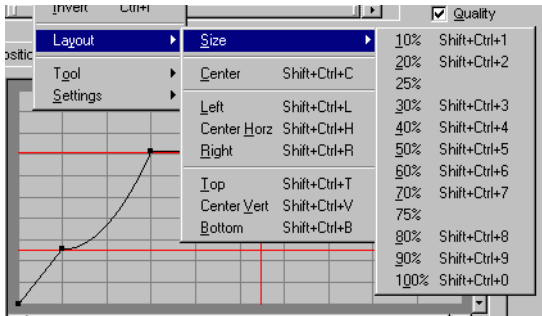 Invert Ctrl+I
Quality
Layout
Size
10% Shift+Ctrl+1
20% Shift+Ctrl+2
25%
30% Shift+Ctrl+3
40% Shift+Ctrl+4
50% Shift+Ctrl+5
60% Shift+Ctrl+6
70% Shift+Ctrl+7
75%
80% Shift+Ctrl+8
90% Shift+Ctrl+9
100% Shift+Ctrl+0
Tool
Settings
Center Shift+Ctrl+C
Left Shift+Ctrl+L
Center Horz Shift+Ctrl+H
Right Shift+Ctrl+R
Top Shift+Ctrl+T
Center Vert Shift+Ctrl+V
Bottom Shift+Ctrl+B